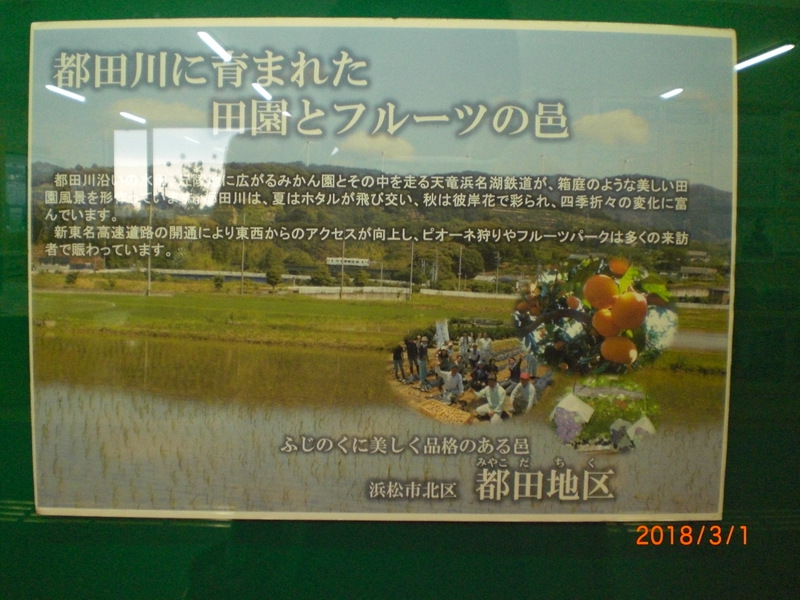 都田川に育まれた
田園とフルーツの邑
都田川沿いの水 に広がるみかん園とその中を走る天竜浜名湖鉄道が、箱庭のような美しい田
園風景を形 てい 田川は、夏はホタルが飛び交い、秋は彼岸花で彩られ、四季折々の変化に富
んでいます。
新東名高速道路の開通により東西からのアクセスが向上し、ピオーネ狩りやフルーツパークは多くの来訪
者で賑わっています。
ふじのくに美しく品格のある邑
みやこ だ ち く
浜松市北区 都田地区
2018/3/1